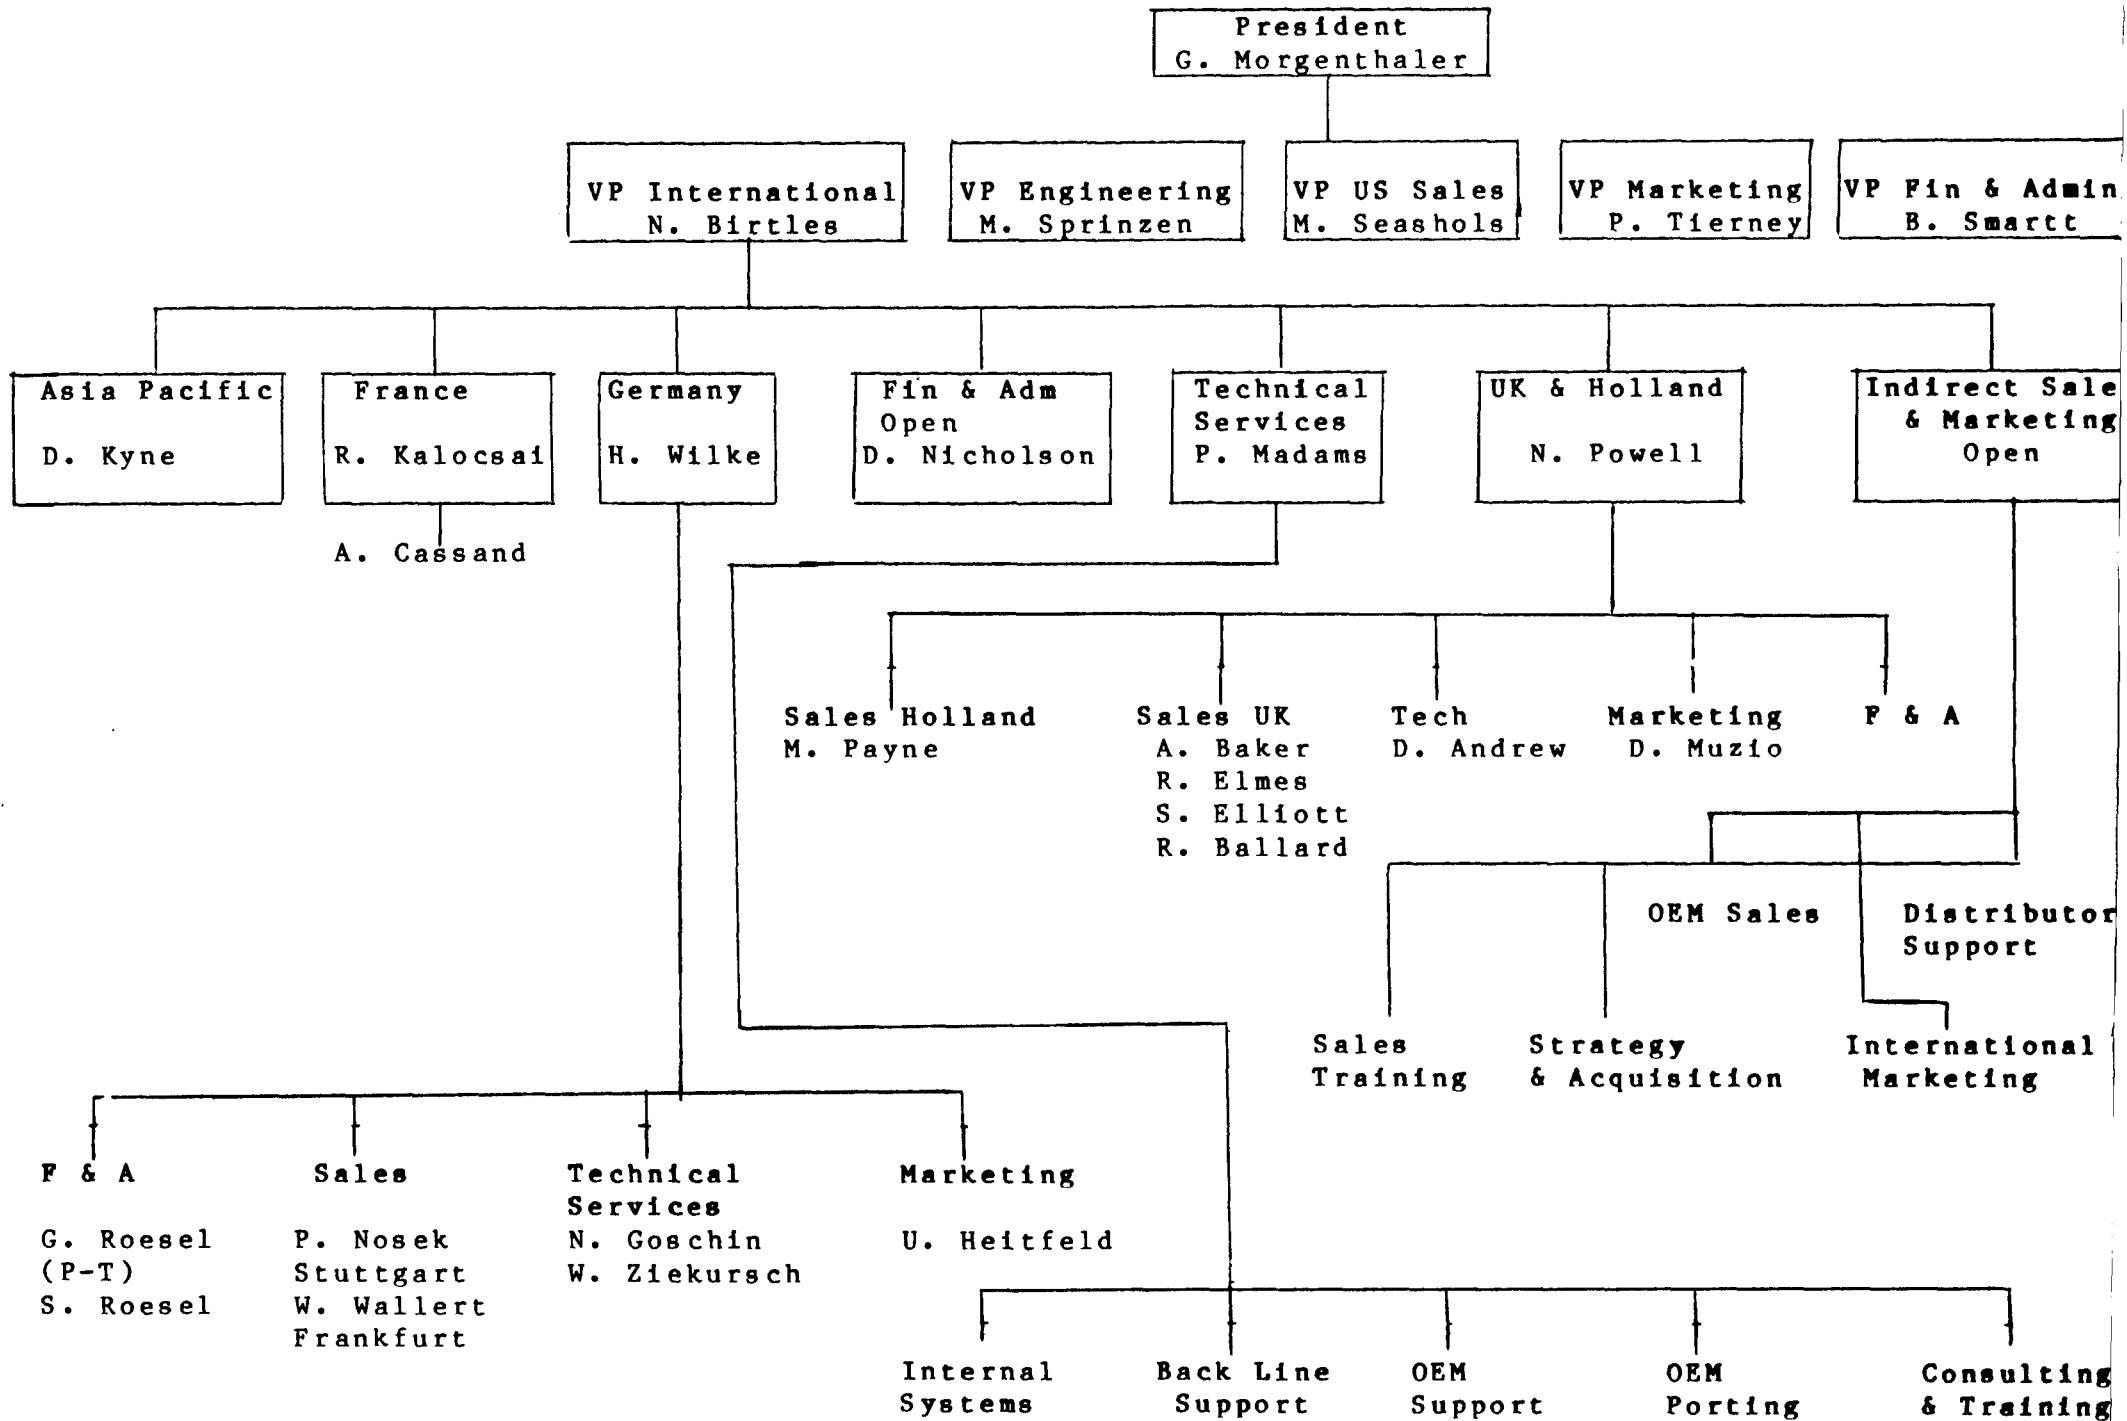 President
G. Morgenthaler
VP International
N. Birtles
VP Engineering
M. Sprinzen
VP US Sales
M. Seashols
VP Marketing
P. Tierney
VP Fin & Admin
B. Smartt
Asia Pacific
D. Kyne
France
R. Kalocsai
A. Cassand
Germany
H. Wilke
Fin & Adm
Open
D. Nicholson
Technical
Services
P. Madams
UK & Holland
N. Powell
Indirect Sale
& Marketing
Open
Sales Holland
M. Payne
Sales UK
A. Baker
R. Elmes
S. Elliott
R. Ballard
Tech
D. Andrew
Marketing
D. Muzio
F & A
OEM Sales
Distributor
Support
Sales
Training
Strategy
& Acquisition
International
Marketing
F & A
G. Roesel
(P-T)
S. Roesel
Sales
P. Nosek
Stuttgart
W. Wallert
Frankfurt
Technical
Services
N. Goschin
W. Ziekursch
Marketing
U. Heitfeld
Internal
Systems
Back Line
Support
OEM
Support
OEM
Porting
Consulting
& Training